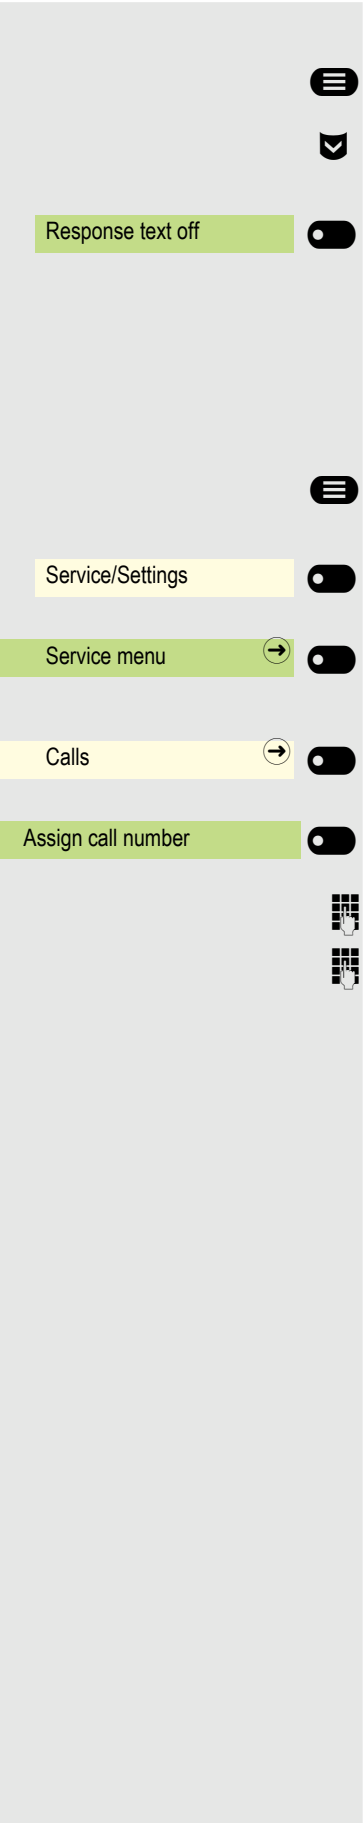 Response text off
Service/Settings
Service menu
Calls
Assign call number